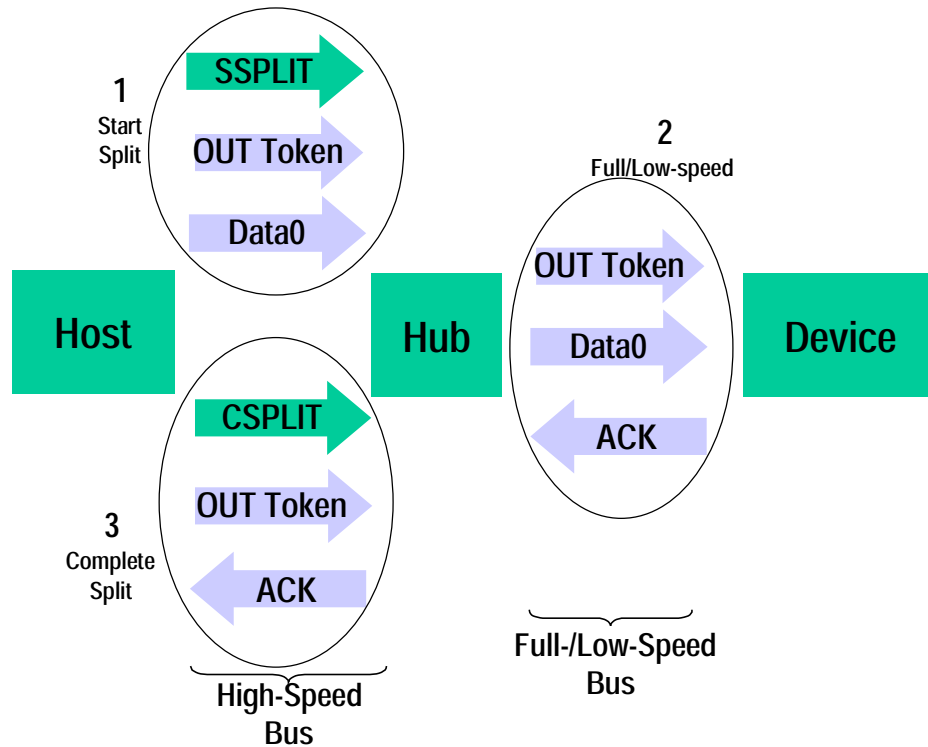 1
Start
Split
SSPLIT
OUT Token
Data0
2
Full/Low-speed
OUT Token
Data0
ACK
Host
Hub
Device
3
Complete
Split
CSPLIT
OUT Token
ACK
High-Speed
Bus
Full-/Low-Speed
Bus